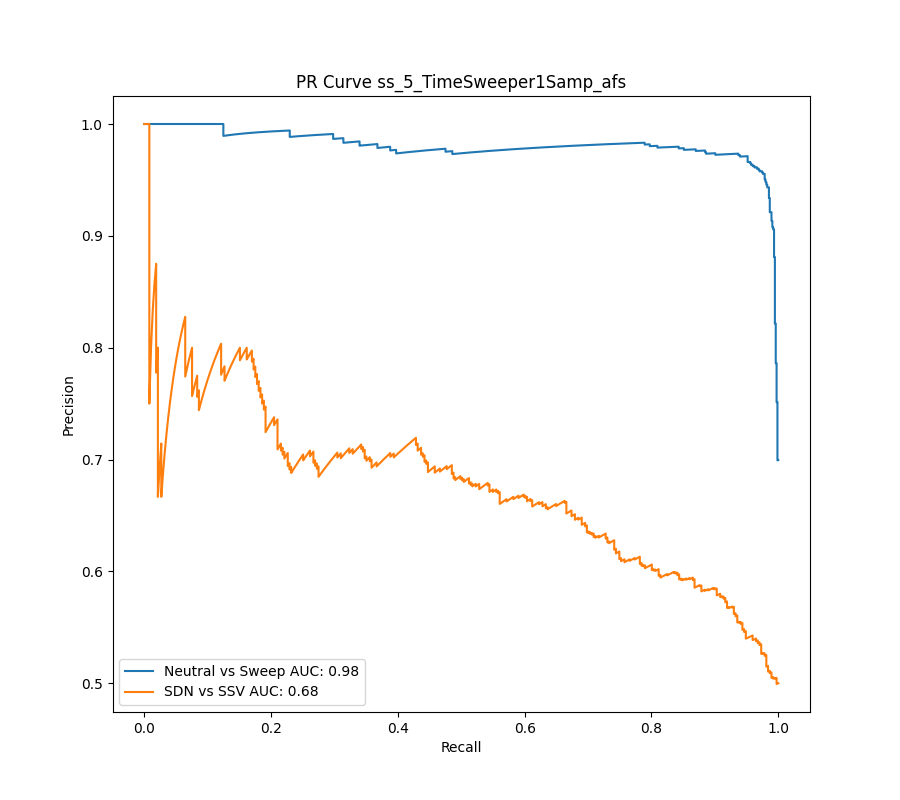 PR Curve ss_5_TimeSweeper1Samp_afs
1.0
0.9
0.8
0.7
0.6
0.5
Precision
Neutral vs Sweep AUC: 0.98
SDN vs SSV AUC: 0.68
0.0 0.2 0.4 0.6 0.8 1.0
Recall